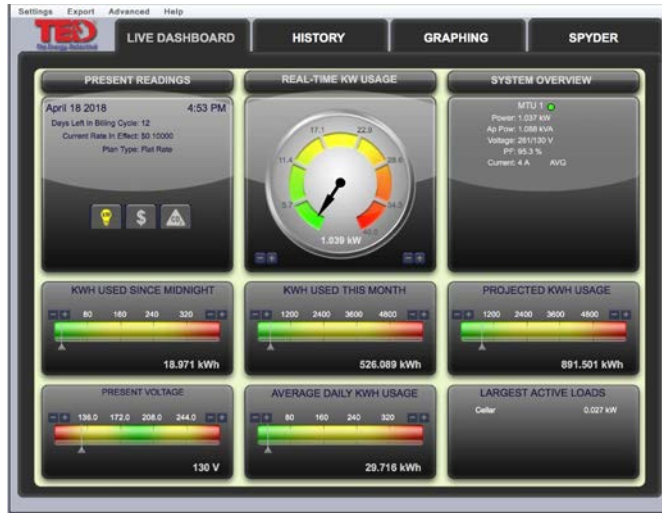 Settings Export Advanced Help
TED
The Energy Detective
LIVE DASHBOARD
HISTORY
GRAPHING
SPYDER
PRESENT READINGS
April 18 2018 4:53 PM
Days Left In Billing Cycle: 12
Current Rate In Effect: $0.10000
Plan Type: Flat Rate
$
REAL-TIME KW USAGE
17.1 22.9
11.4 28.6
5.7 34.3
40.0
1.039 kW
SYSTEM OVERVIEW
MTU 1
Power: 1.037 kW
Ap Pow: 1.088 kVA
Voltage: 261/130 V
PF: 95.3 %
Current: 4 A AVG
KWH USED SINCE MIDNIGHT
- + 80 160 240 320 - +
18.971 kWh
KWH USED THIS MONTH
- + 1200 2400 3600 4800 - +
526.089 kWh
PROJECTED KWH USAGE
- + 1200 2400 3600 4800 - +
891.501 kWh
PRESENT VOLTAGE
- + 136.0 172.0 208.0 244.0 - +
130 V
AVERAGE DAILY KWH USAGE
- + 80 160 240 320 - +
29.716 kWh
LARGEST ACTIVE LOADS
Cellar 0.027 kW